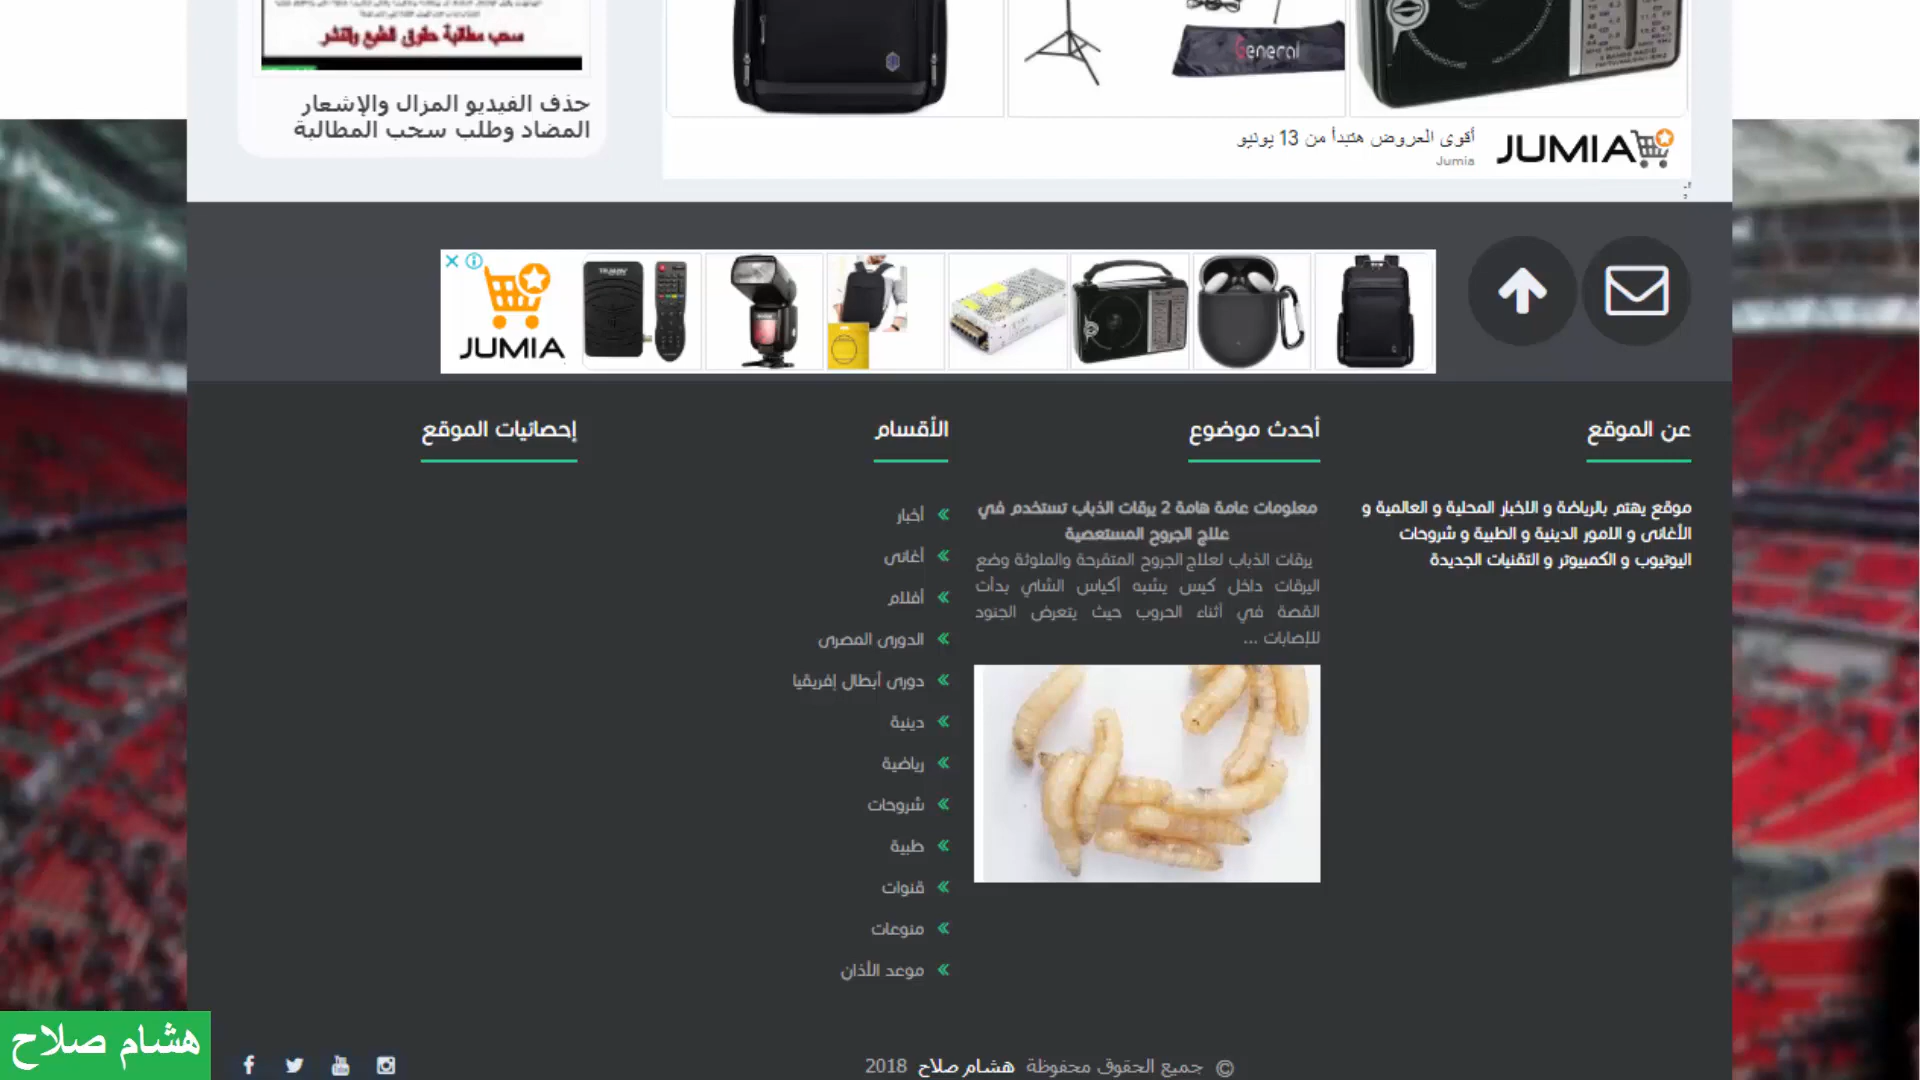 سحب مطالبة حقوق الطبع والنشر
حذف الفيديو المزال والإشعار
المضاد وطلب سحب المطالبة
General
أقوى العروض هتبدأ من 13 يونيو
Jumia
JUMIA
JUMIA
عن الموقع
موقع يهتم بالرياضة و الاخبار المحلية و العالمية و
الأغانى و الامور الدينية و الطبية و شروحات
اليوتيوب و الكمبيوتر و التقنيات الجديدة
أحدث موضوع
معلومات عامة هامة 2 يرقات الذباب تستخدم في
علاج الجروح المستعصية
يرقات الذباب لعلاج الجروح المتقرحة والملوثة وضع
اليرقات داخل كيس يشبه أكياس الشاي بدأت
القصة في أثناء الحروب حيث يتعرض الجنود
للإصابات ...
الأقسام
أخبار
أغانى
أفلام
الدورى المصرى
دورى أبطال إفريقيا
دينية
رياضية
شروحات
طبية
قنوات
منوعات
موعد الأذان
إحصائيات الموقع
© جميع الحقوق محفوظة هشام صلاح 2018
هشام صلاح